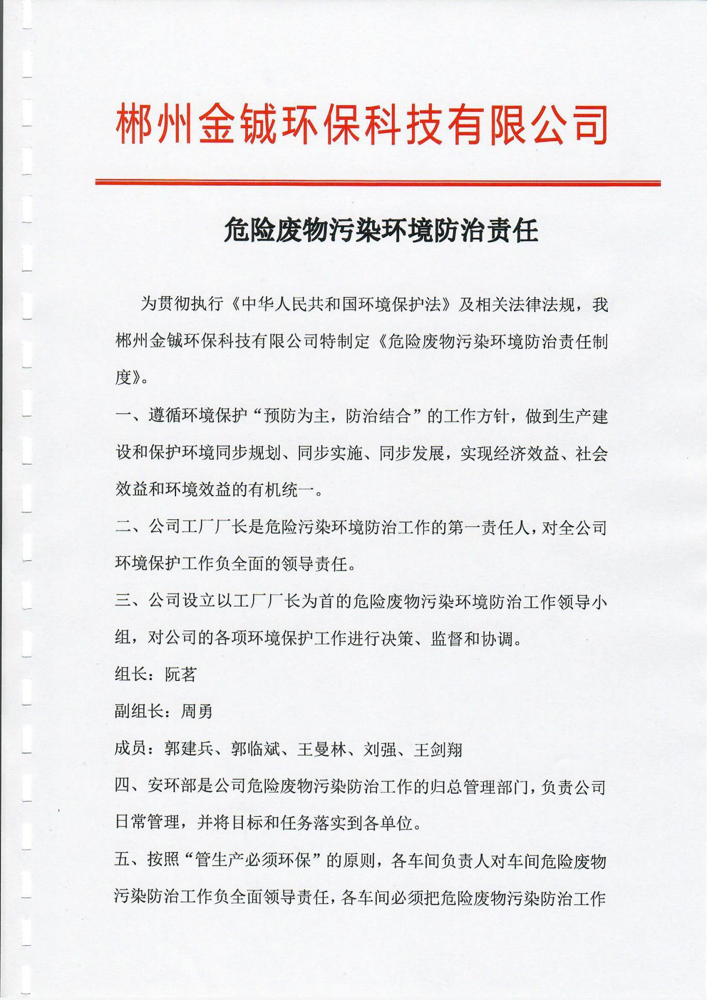 郴州金铖环保科技有限公司
危险废物污染环境防治责任
为贯彻执行《中华人民共和国环境保护法》及相关法律法规，我
郴州金铖环保科技有限公司特制定《危险废物污染环境防治责任制
度》。
一、遵循环境保护“预防为主，防治结合”的工作方针，做到生产建
设和保护环境同步规划、同步实施、同步发展，实现经济效益、社会
效益和环境效益的有机统一。
二、公司工厂厂长是危险污染环境防治工作的第一责任人，对全公司
环境保护工作负全面的领导责任。
三、公司设立以工厂厂长为首的危险废物污染环境防治工作领导小
组，对公司的各项环境保护工作进行决策、监督和协调。
组长：阮茗
副组长：周勇
成员：郭建兵、郭临斌、王曼林、刘强、王剑翔
四、安环部是公司危险废物污染防治工作的归总管理部门，负责公司
日常管理，并将目标和任务落实到各单位。
五、按照“管生产必须环保”的原则，各车间负责人对车间危险废物
污染防治工作负全面领导责任，各车间必须把危险废物污染防治工作